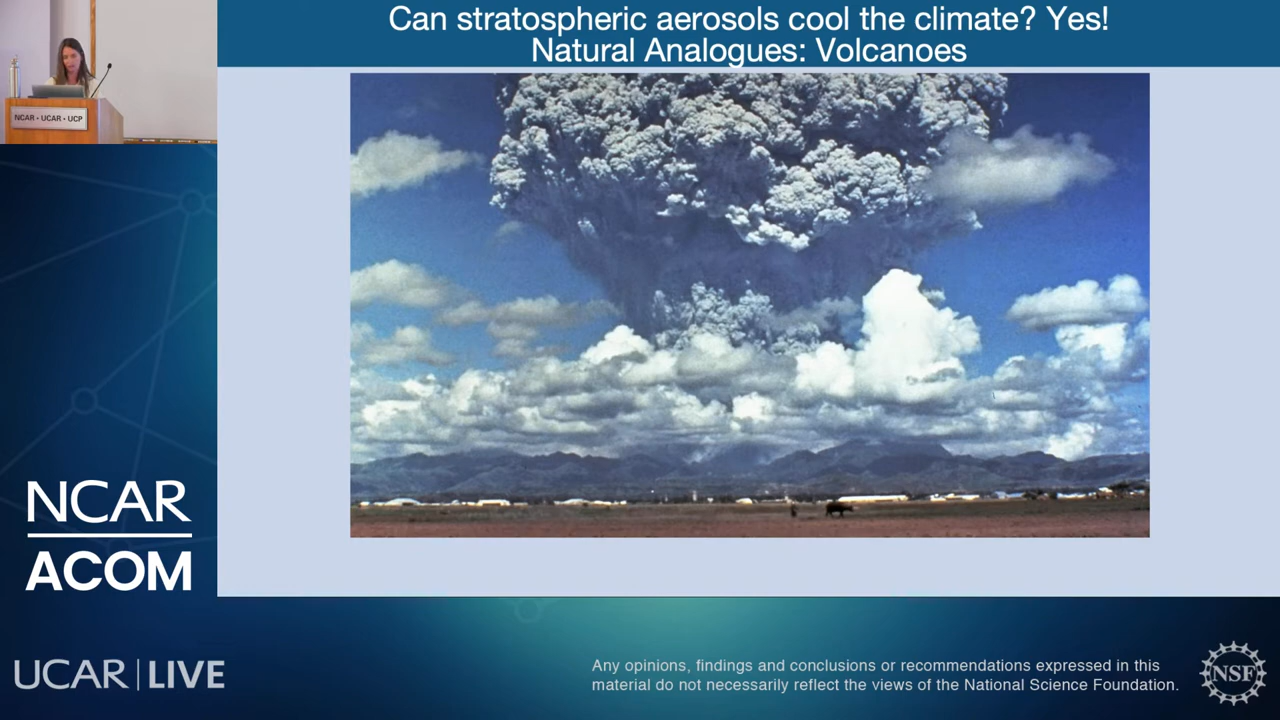 Can stratospheric aerosols cool the climate? Yes!
Natural Analogues: Volcanoes
NCAR • UCAR • UCP
NCAR
ACOM
UCAR | LIVE
Any opinions, findings and conclusions or recommendations expressed in this
material do not necessarily reflect the views of the National Science Foundation.
NSF